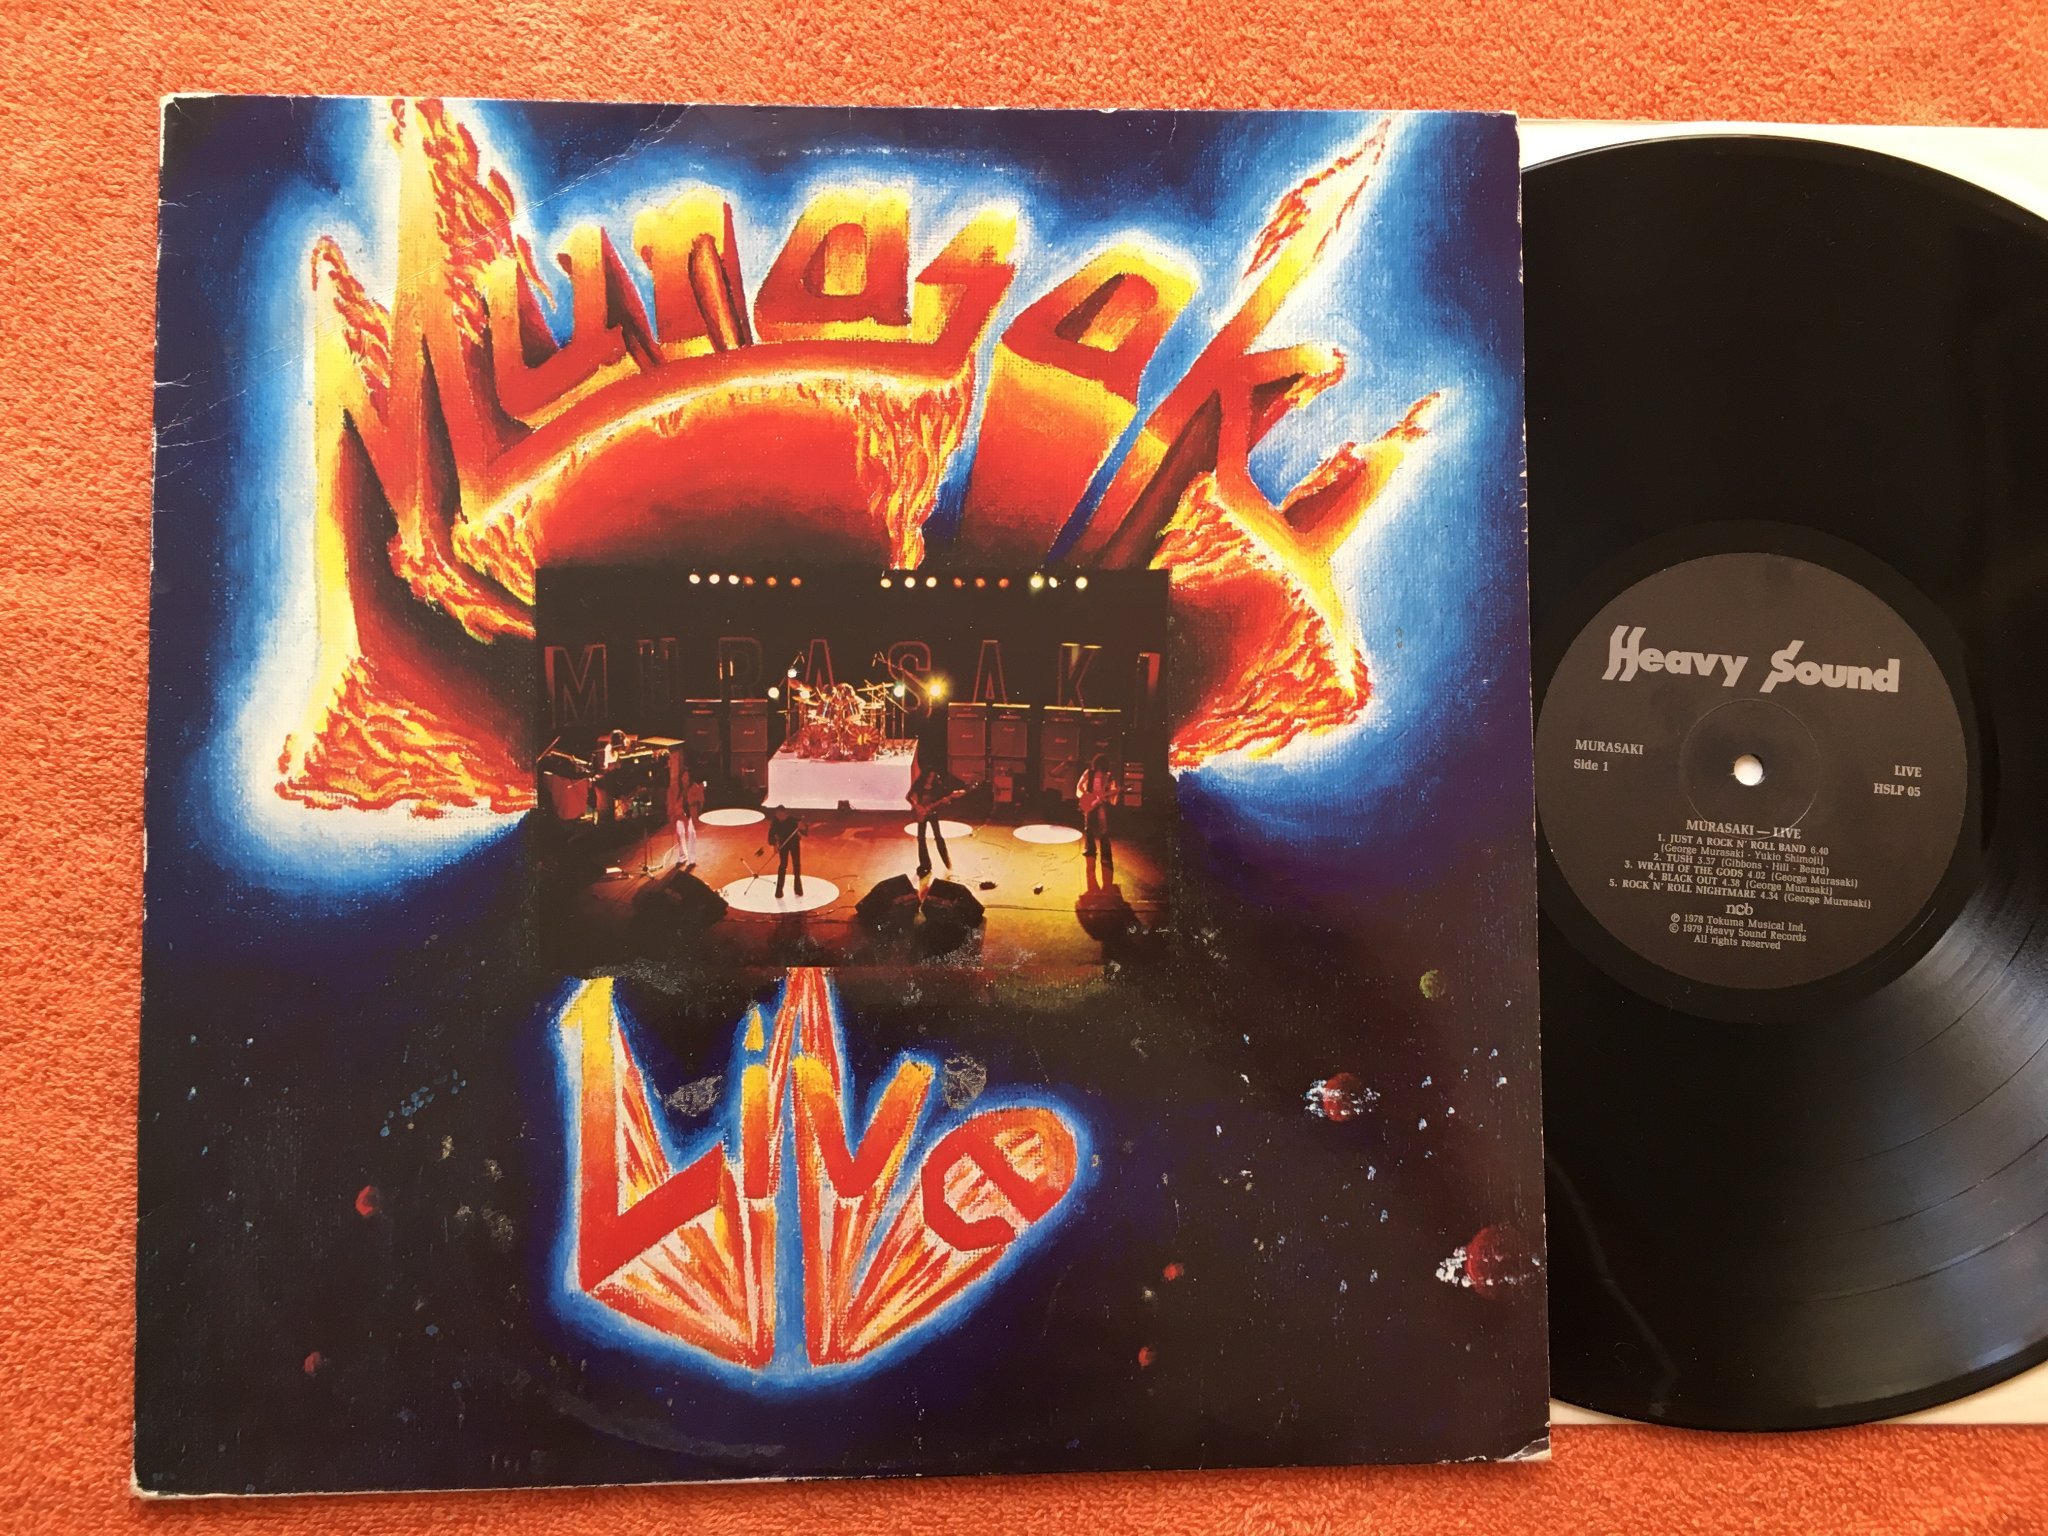 Murasaki
MURASAKI
Live
Heavy Sound
MURASAKI
Side 1
LIVE
HSLP 05
MURASAKI — LIVE
1. JUST A ROCK N' ROLL BAND 6.40
(George Murasaki - Yukio Shimoji)
2. TUSH 3.37 (Gibbons - Hill - Beard)
3. WRATH OF THE GODS 4.02 (George Murasaki)
4. BLACK OUT 4.38 (George Murasaki)
5. ROCK N' ROLL NIGHTMARE 4.34 (George Murasaki)
ncb
℗ 1978 Tokuma Musical Ind.
© 1979 Heavy Sound Records
All rights reserved